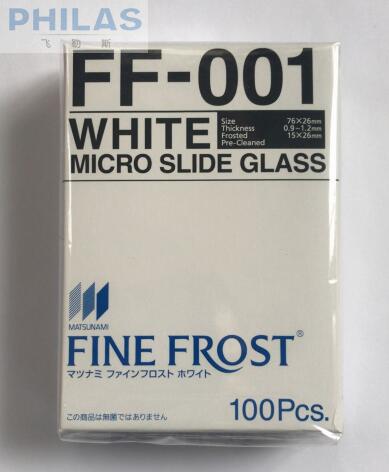 PHILAS
飞勒斯
FF-001
WHITE
Size 76×26mm
Thickness 0.9~1.2mm
Frosted 15×26mm
Pre-Cleaned
MICRO SLIDE GLASS
MATSUNAMI
FINE FROST®
マツナミ ファインフロスト ホワイト
100Pcs.
この商品は無菌ではありません